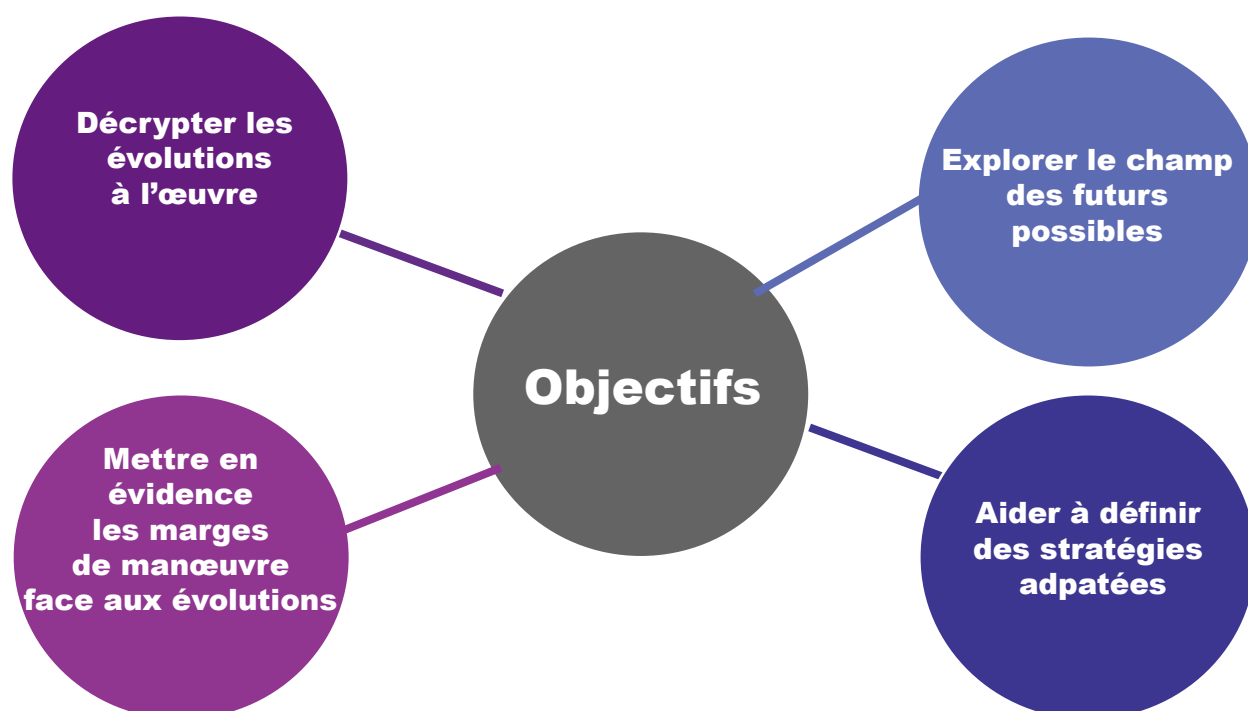 Décrypter les
évolutions
à l’œuvre
Explorer le champ
des futurs
possibles
Objectifs
Mettre en
évidence
les marges
de manœuvre
face aux évolutions
Aider à définir
des stratégies
adpatées